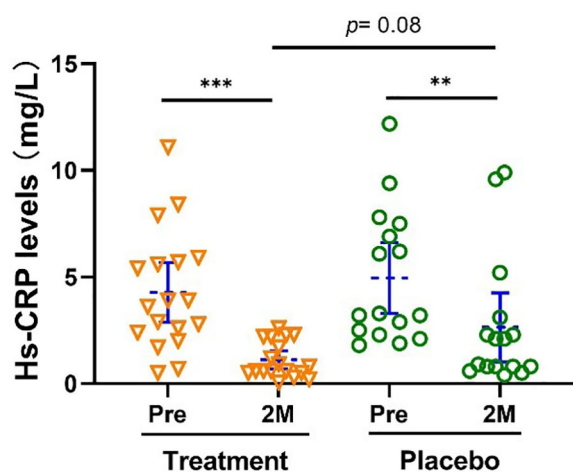 p= 0.08
*** **
Hs-CRP levels (mg/L)
15
10
5
0
Pre 2M Pre 2M
Treatment Placebo